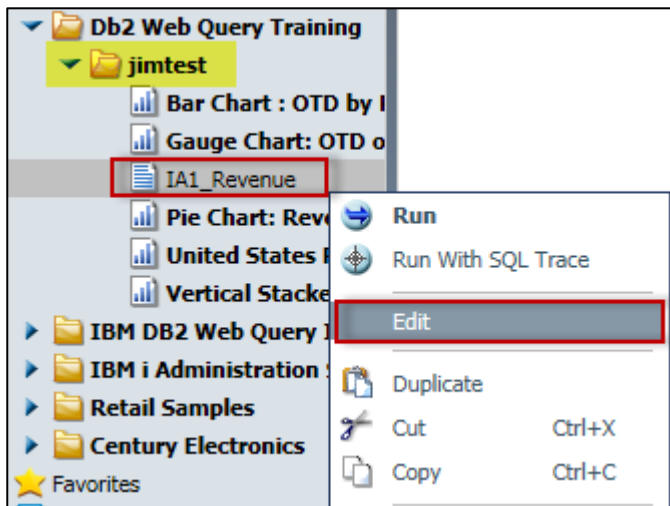 Db2 Web Query Training
jimtest
Bar Chart : OTD by
Gauge Chart: OTD o
IA1_Revenue
Pie Chart:
United States
Vertical
IBM DB2 Web Query
IBM i Administration
Retail Samples
Century Electronics
Favorites
Run
Run With SQL Trace
Edit
Duplicate
Cut Ctrl+X
Copy Ctrl+C